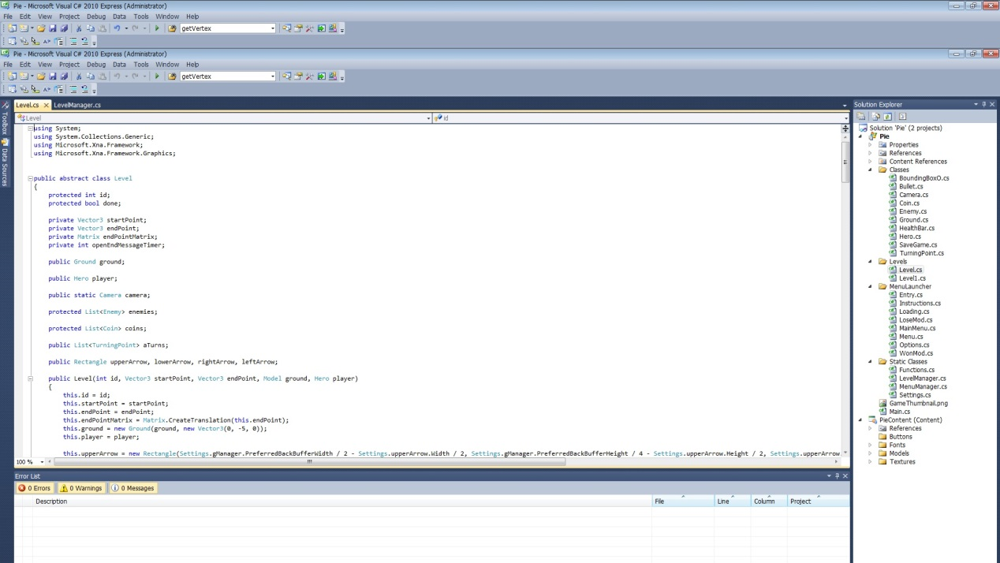 Pie - Microsoft Visual C# 2010 Express (Administrator)
File Edit View Project Debug Data Tools Window Help
getVertex
Pie - Microsoft Visual C# 2010 Express (Administrator)
File Edit View Project Debug Data Tools Window Help
getVertex
Toolbox
Data Sources
Level.cs LevelManager.cs
Level id
using System;
using System.Collections.Generic;
using Microsoft.Xna.Framework;
using Microsoft.Xna.Framework.Graphics;
public abstract class Level
{
protected int id;
protected bool done;
private Vector3 startPoint;
private Vector3 endPoint;
private Matrix endPointMatrix;
private int openEndMessageTimer;
public Ground ground;
public Hero player;
public static Camera camera;
protected List<Enemy> enemies;
protected List<Coin> coins;
public List<TurningPoint> aTurns;
public Rectangle upperArrow, lowerArrow, rightArrow, leftArrow;
public Level(int id, Vector3 startPoint, Vector3 endPoint, Model ground, Hero player)
{
this.id = id;
this.startPoint = startPoint;
this.endPoint = endPoint;
this.endPointMatrix = Matrix.CreateTranslation(this.endPoint);
this.ground = new Ground(ground, new Vector3(0, -5, 0));
this.player = player;
this.upperArrow = new Rectangle(Settings.gManager.PreferredBackBufferWidth / 2 - Settings.upperArrow.Width / 2, Settings.gManager.PreferredBackBufferHeight / 4 - Settings.upperArrow.Height / 2, Settings.upperArrow
100 %
Error List
0 Errors 0 Warnings 0 Messages
Description File Line Column Project
Solution Explorer
Solution 'Pie' (2 projects)
Pie
Properties
References
Content References
Classes
BoundingBoxO.cs
Bullet.cs
Camera.cs
Coin.cs
Enemy.cs
Ground.cs
HealthBar.cs
Hero.cs
SaveGame.cs
TurningPoint.cs
Levels
Level.cs
Level1.cs
MenuLauncher
Entry.cs
Instructions.cs
Loading.cs
LoseMod.cs
MainMenu.cs
Menu.cs
Options.cs
WonMod.cs
Static Classes
Functions.cs
LevelManager.cs
MenuManager.cs
Settings.cs
GameThumbnail.png
Main.cs
PieContent (Content)
References
Buttons
Fonts
Models
Textures